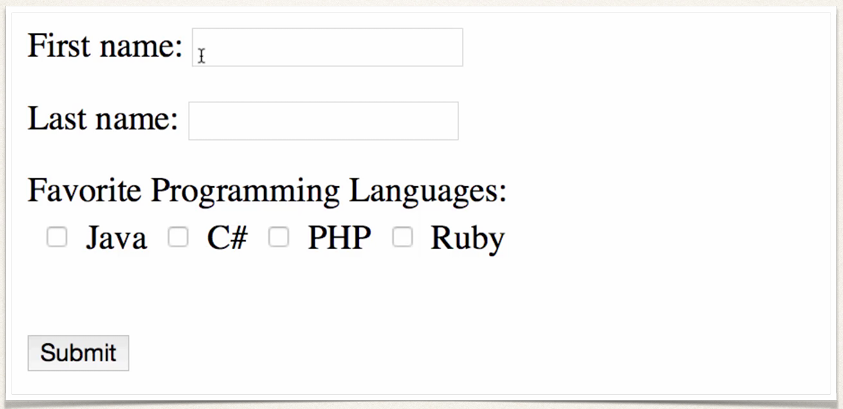 First name:
Last name:
Favorite Programming Languages:
Java C# PHP Ruby
Submit